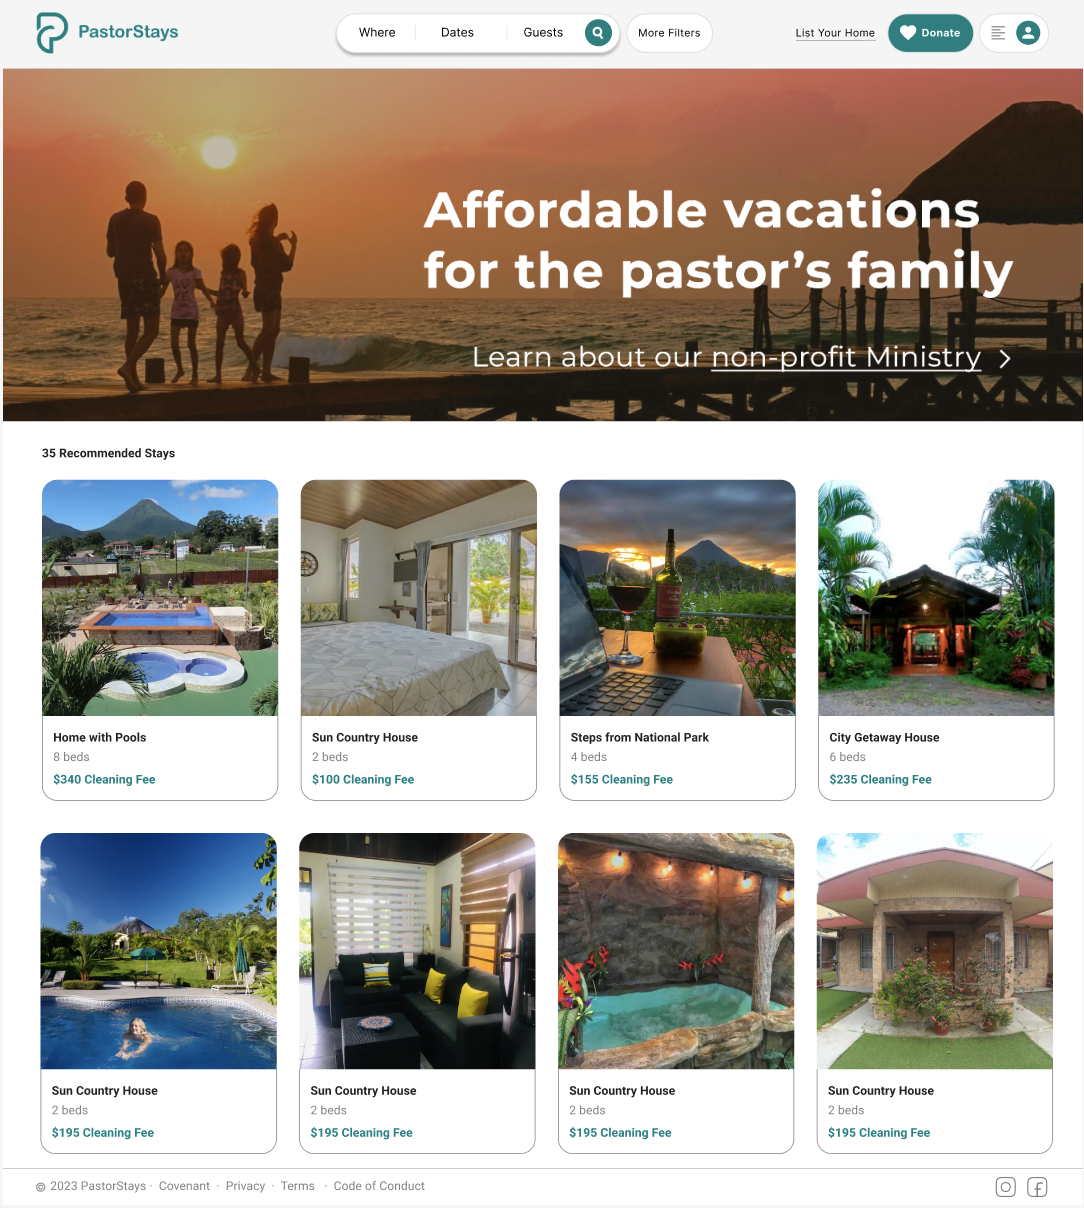 PastorStays
Where
Dates
Guests
More Filters
List Your Home
Donate
Affordable vacations
for the pastor’s family
Learn about our non-profit Ministry
35 Recommended Stays
Home with Pools
8 beds
$340 Cleaning Fee
Sun Country House
2 beds
$100 Cleaning Fee
Steps from National Park
4 beds
$155 Cleaning Fee
City Getaway House
6 beds
$235 Cleaning Fee
Sun Country House
2 beds
$195 Cleaning Fee
Sun Country House
2 beds
$195 Cleaning Fee
Sun Country House
2 beds
$195 Cleaning Fee
Sun Country House
2 beds
$195 Cleaning Fee
© 2023 PastorStays · Covenant · Privacy · Terms · Code of Conduct